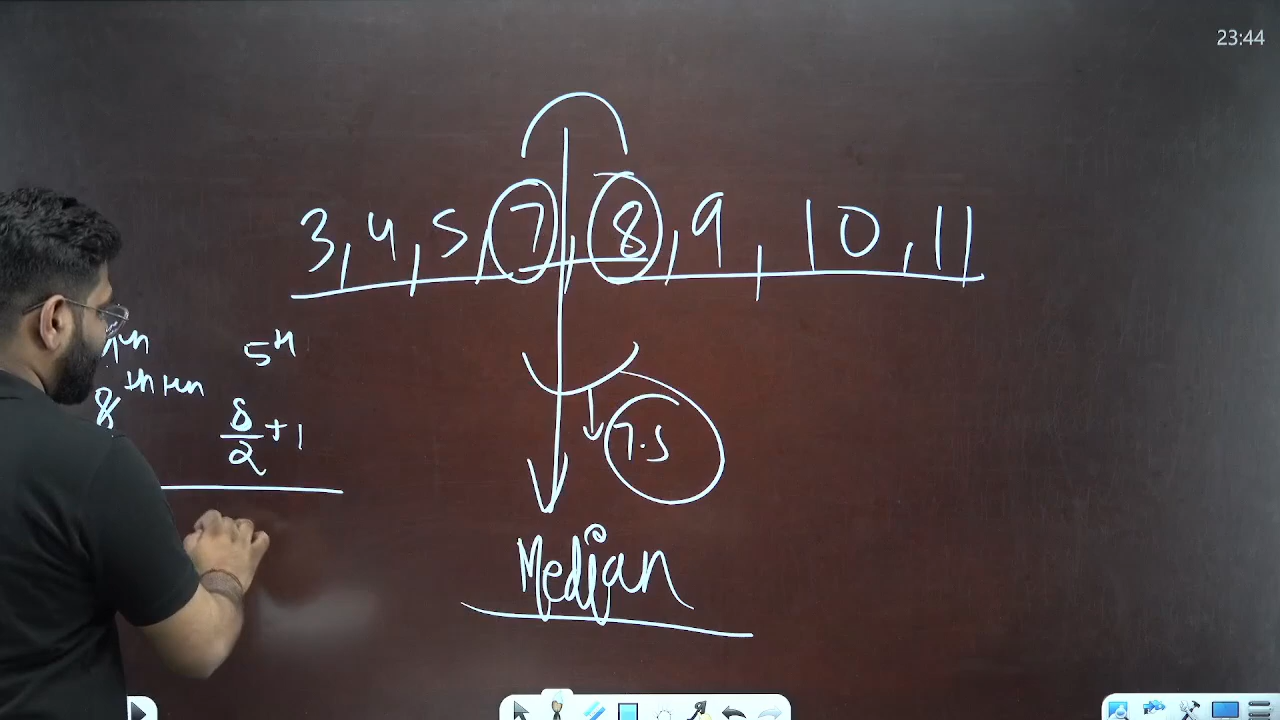 23:44
3, 4, 5, 7, 8, 9, 10, 11
5th
8
8/2 + 1
7.5
Median